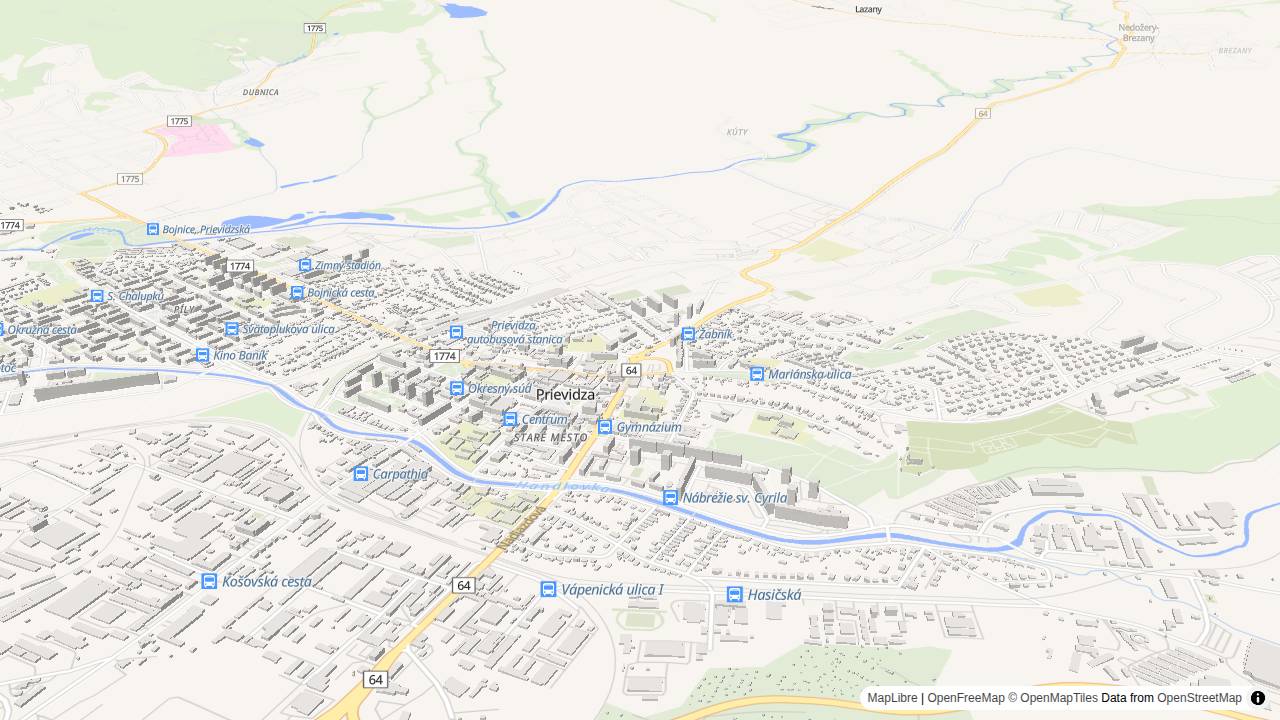 Lazany
1775
Nedožery-
Brezany
BREZANY
DUBNICA
64
1775
KÚTY
1775
1774
Bojnice, Prievidzská
1774
Zimný štadión
Bojnická cesta
S. Chalupku
PÍLY
Okružná cesta
Svätoplukova ulica
Prievidza,
autobusová stanica
Žabník
Kino Baník
1774
64
Mariánska ulica
Okresný súd
Prievidza
Centrum
Gymnázium
STARÉ MESTO
Carpathia
Handlovka
Nábrežie sv. Cyrila
Košovská cesta
64
Vápenická ulica I
Hasičská
64
MapLibre | OpenFreeMap © OpenMapTiles Data from OpenStreetMap